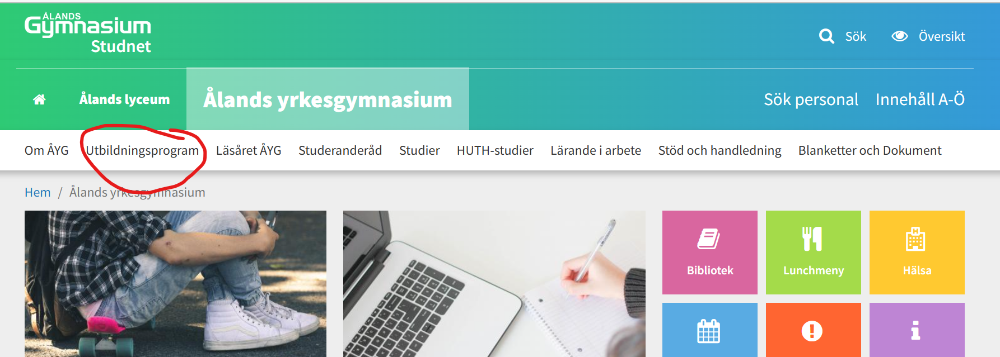 ÅLANDS
Gymnasium
Studnet
Sök Översikt
Ålands lyceum Ålands yrkesgymnasium Sök personal Innehåll A-Ö
Om ÅYG Utbildningsprogram Läsåret ÅYG Studeranderåd Studier HUTH-studier Lärande i arbete Stöd och handledning Blanketter och Dokument
Hem / Ålands yrkesgymnasium
Bibliotek Lunchmeny Hälsa